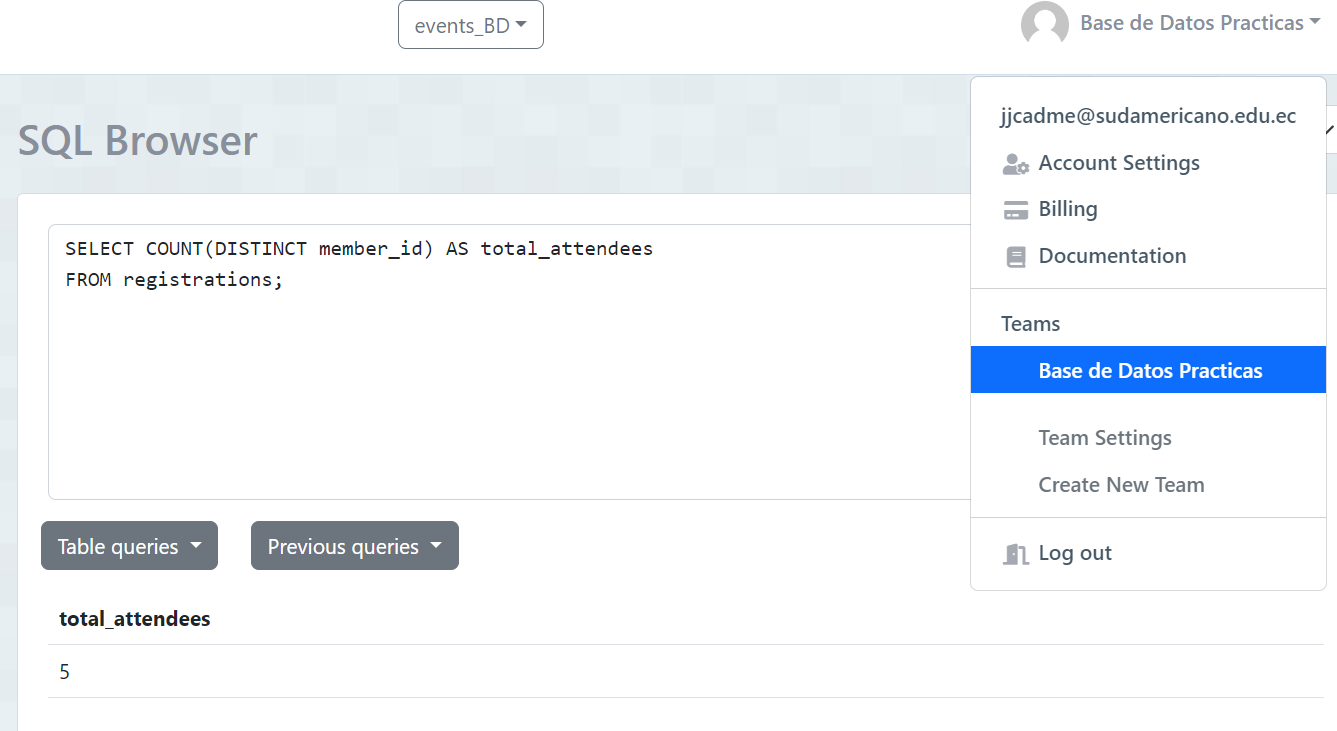 events_BD
Base de Datos Practicas
jjcadme@sudamericano.edu.ec
Account Settings
Billing
Documentation
Teams
Base de Datos Practicas
Team Settings
Create New Team
Log out
SQL Browser
SELECT COUNT(DISTINCT member_id) AS total_attendees
FROM registrations;
Table queries
Previous queries
total_attendees
5